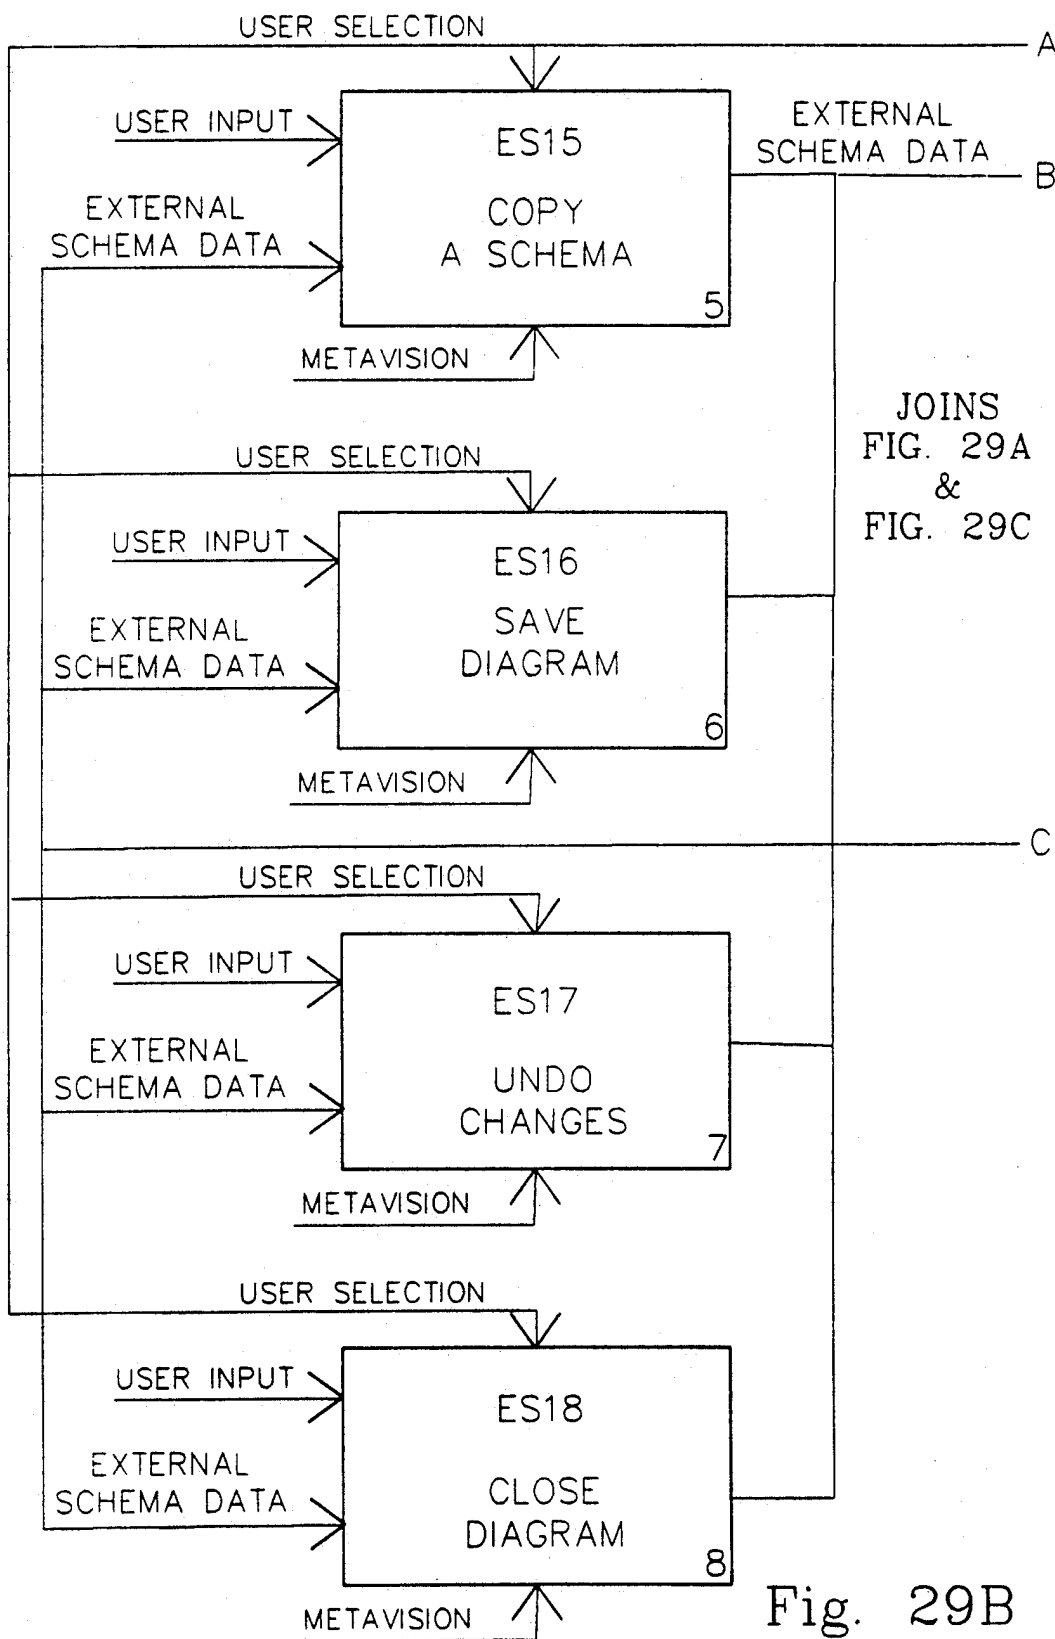 USER SELECTION
A
USER INPUT
ES15
EXTERNAL
SCHEMA DATA
B
EXTERNAL
SCHEMA DATA
COPY
A SCHEMA
5
METAVISION
JOINS
FIG. 29A
&
FIG. 29C
USER SELECTION
USER INPUT
ES16
EXTERNAL
SCHEMA DATA
SAVE
DIAGRAM
6
METAVISION
C
USER SELECTION
USER INPUT
ES17
EXTERNAL
SCHEMA DATA
UNDO
CHANGES
7
METAVISION
USER SELECTION
USER INPUT
ES18
EXTERNAL
SCHEMA DATA
CLOSE
DIAGRAM
8
METAVISION
Fig. 29B